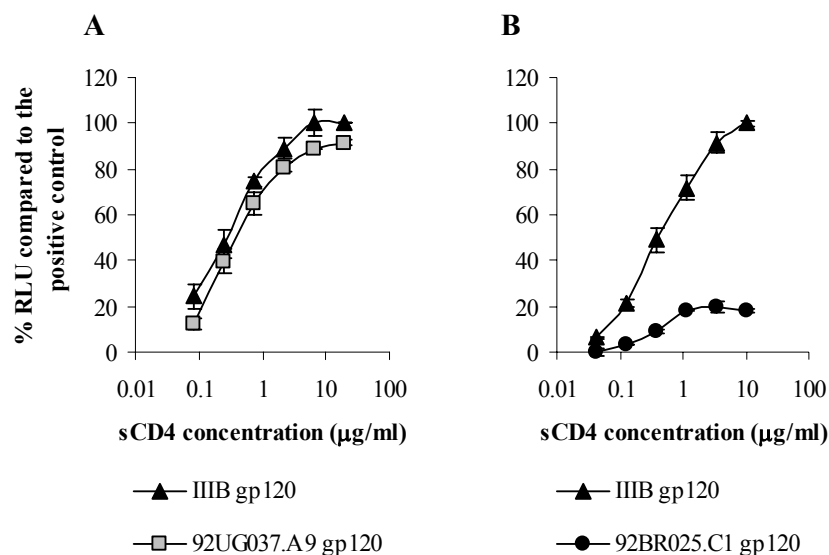 A
% RLU compared to the
positive control
120
100
80
60
40
20
0
0.01 0.1 1 10 100
sCD4 concentration (µg/ml)
IIIB gp120
92UG037.A9 gp120
B
120
100
80
60
40
20
0
0.01 0.1 1 10 100
sCD4 concentration (µg/ml)
IIIB gp120
92BR025.C1 gp120